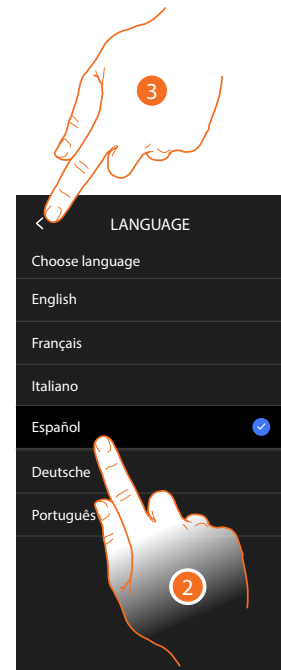 3
< LANGUAGE
Choose language
English
Français
Italiano
Español
Deutsche
Português
2